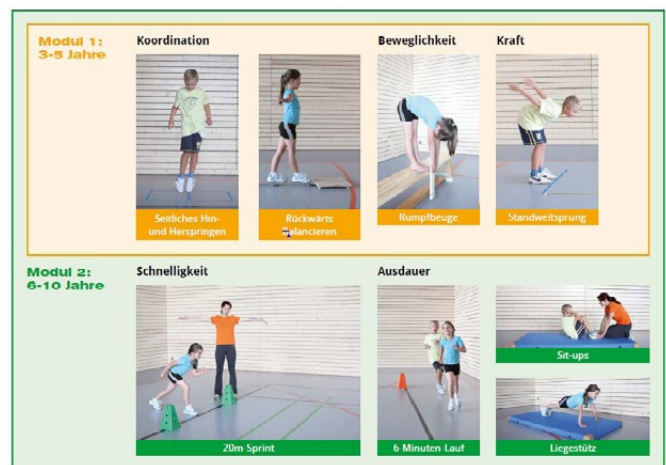 Modul 1:
3-5 Jahre
Koordination
Beweglichkeit
Kraft
Seitliches Hin-
und Herspringen
Rückwärts
Balancieren
Rumpfbeuge
Standweitsprung
Modul 2:
6-10 Jahre
Schnelligkeit
Ausdauer
20m Sprint
6 Minuten Lauf
Sit-ups
Liegestütz